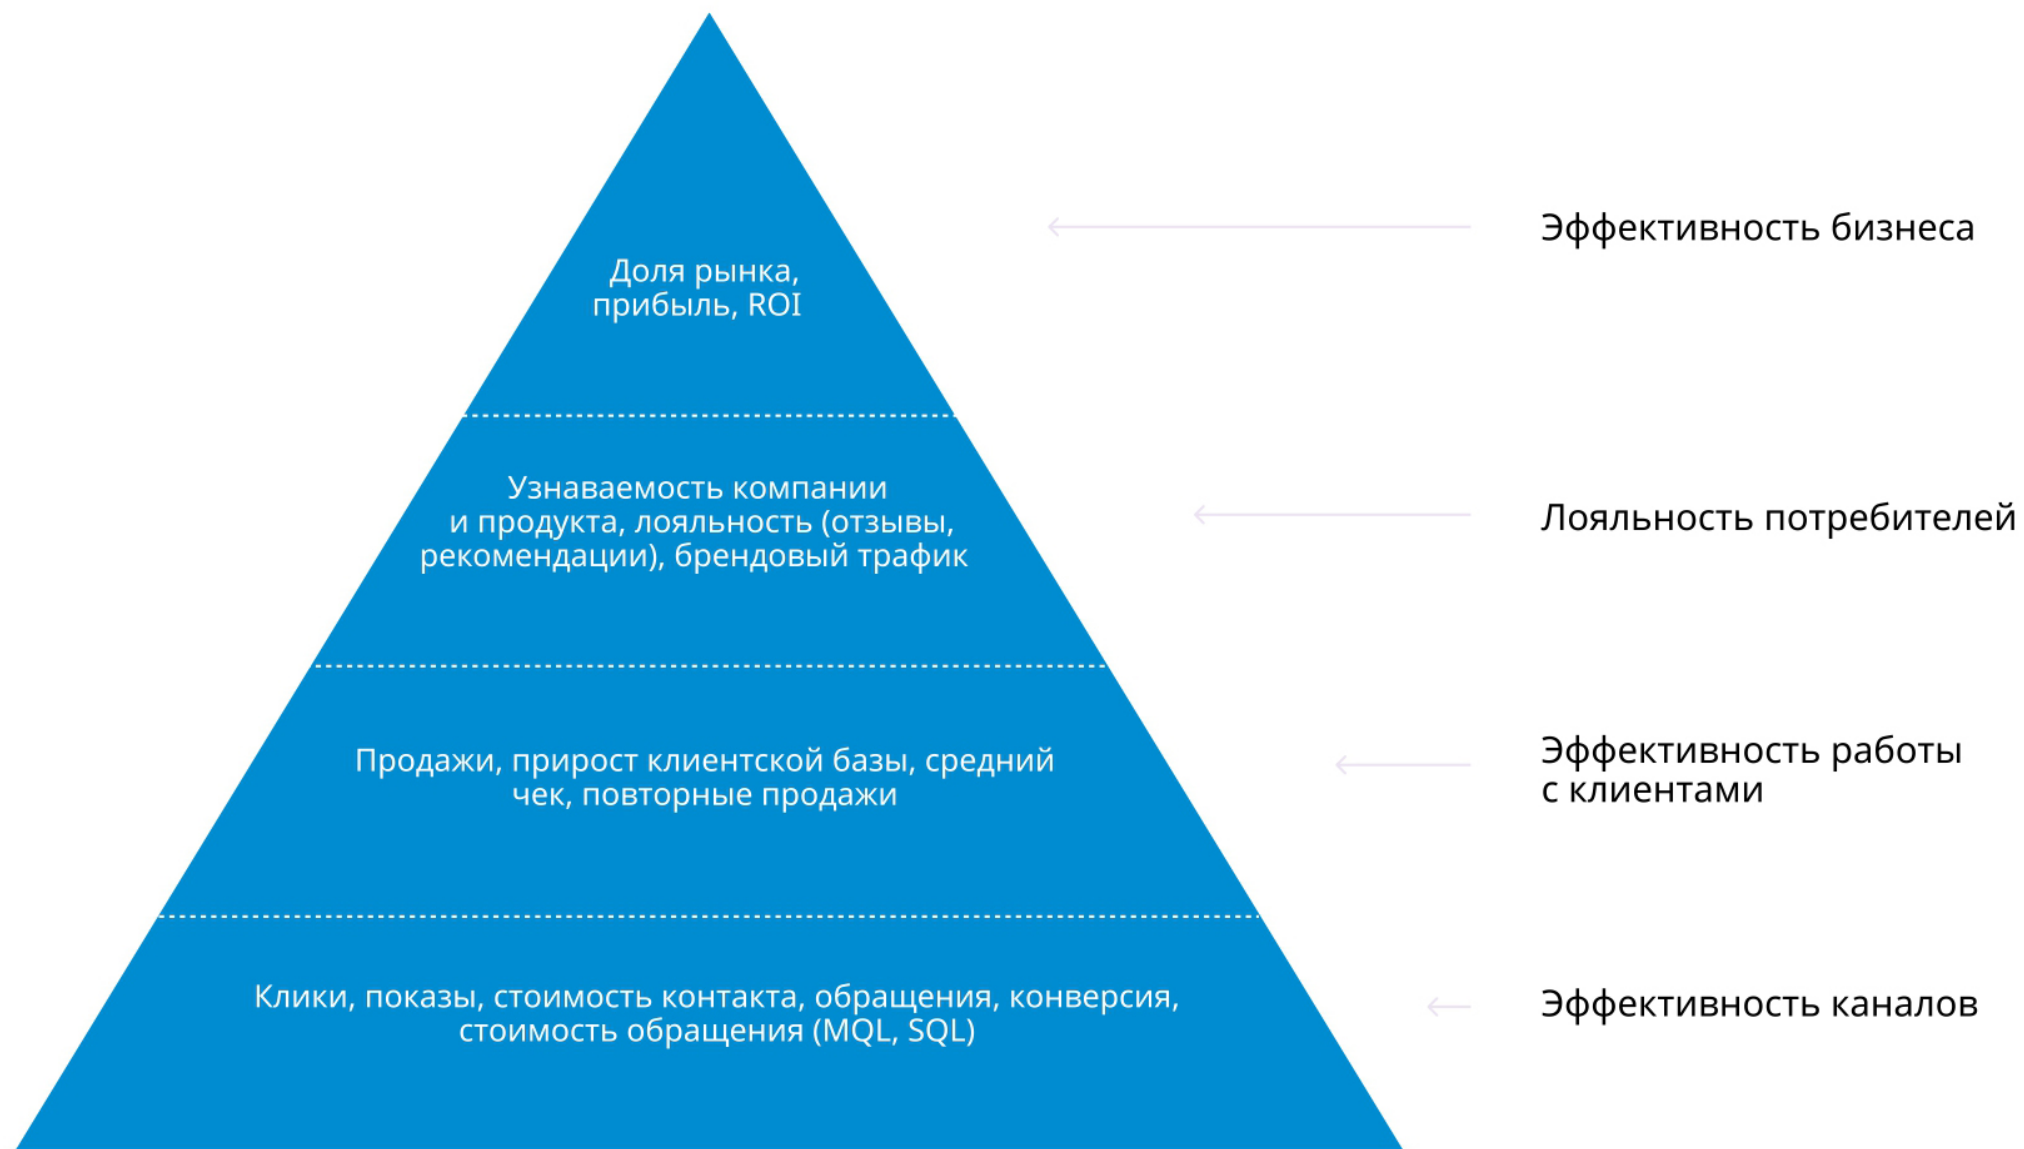 Доля рынка,
прибыль, ROI
Эффективность бизнеса
Узнаваемость компании
и продукта, лояльность (отзывы,
рекомендации), брендовый трафик
Лояльность потребителей
Продажи, прирост клиентской базы, средний
чек, повторные продажи
Эффективность работы
с клиентами
Клики, показы, стоимость контакта, обращения, конверсия,
стоимость обращения (MQL, SQL)
Эффективность каналов